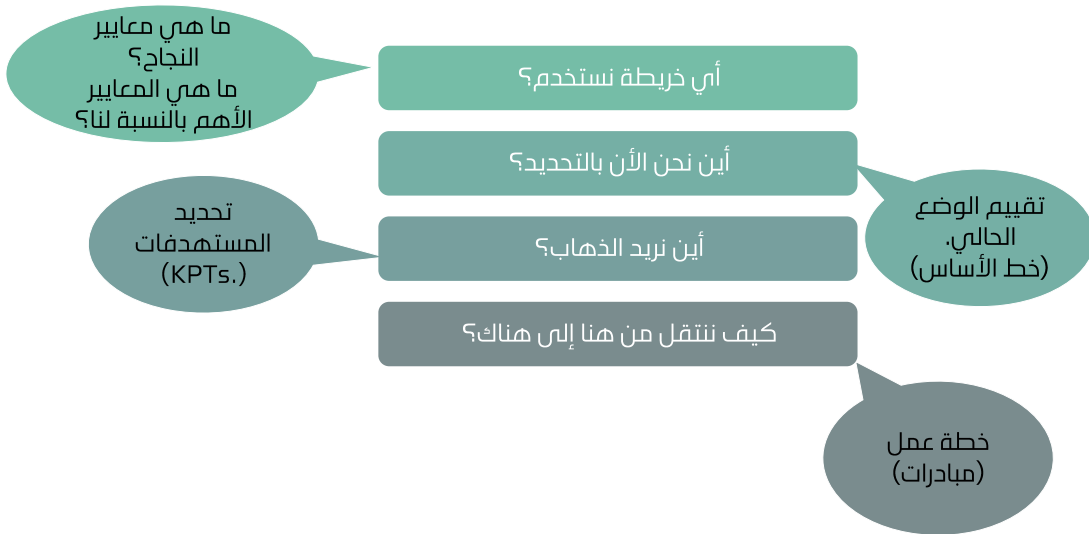 ما هي معايير
النجاح؟
ما هي المعايير
الأهم بالنسبة لنا؟
أي خريطة نستخدم؟
أين نحن الأن بالتحديد؟
تقييم الوضع
الحالي.
(خط الأساس)
تحديد
المستهدفات
(KPTs.)
أين نريد الذهاب؟
كيف ننتقل من هنا إلى هناك؟
خطة عمل
(مبادرات)